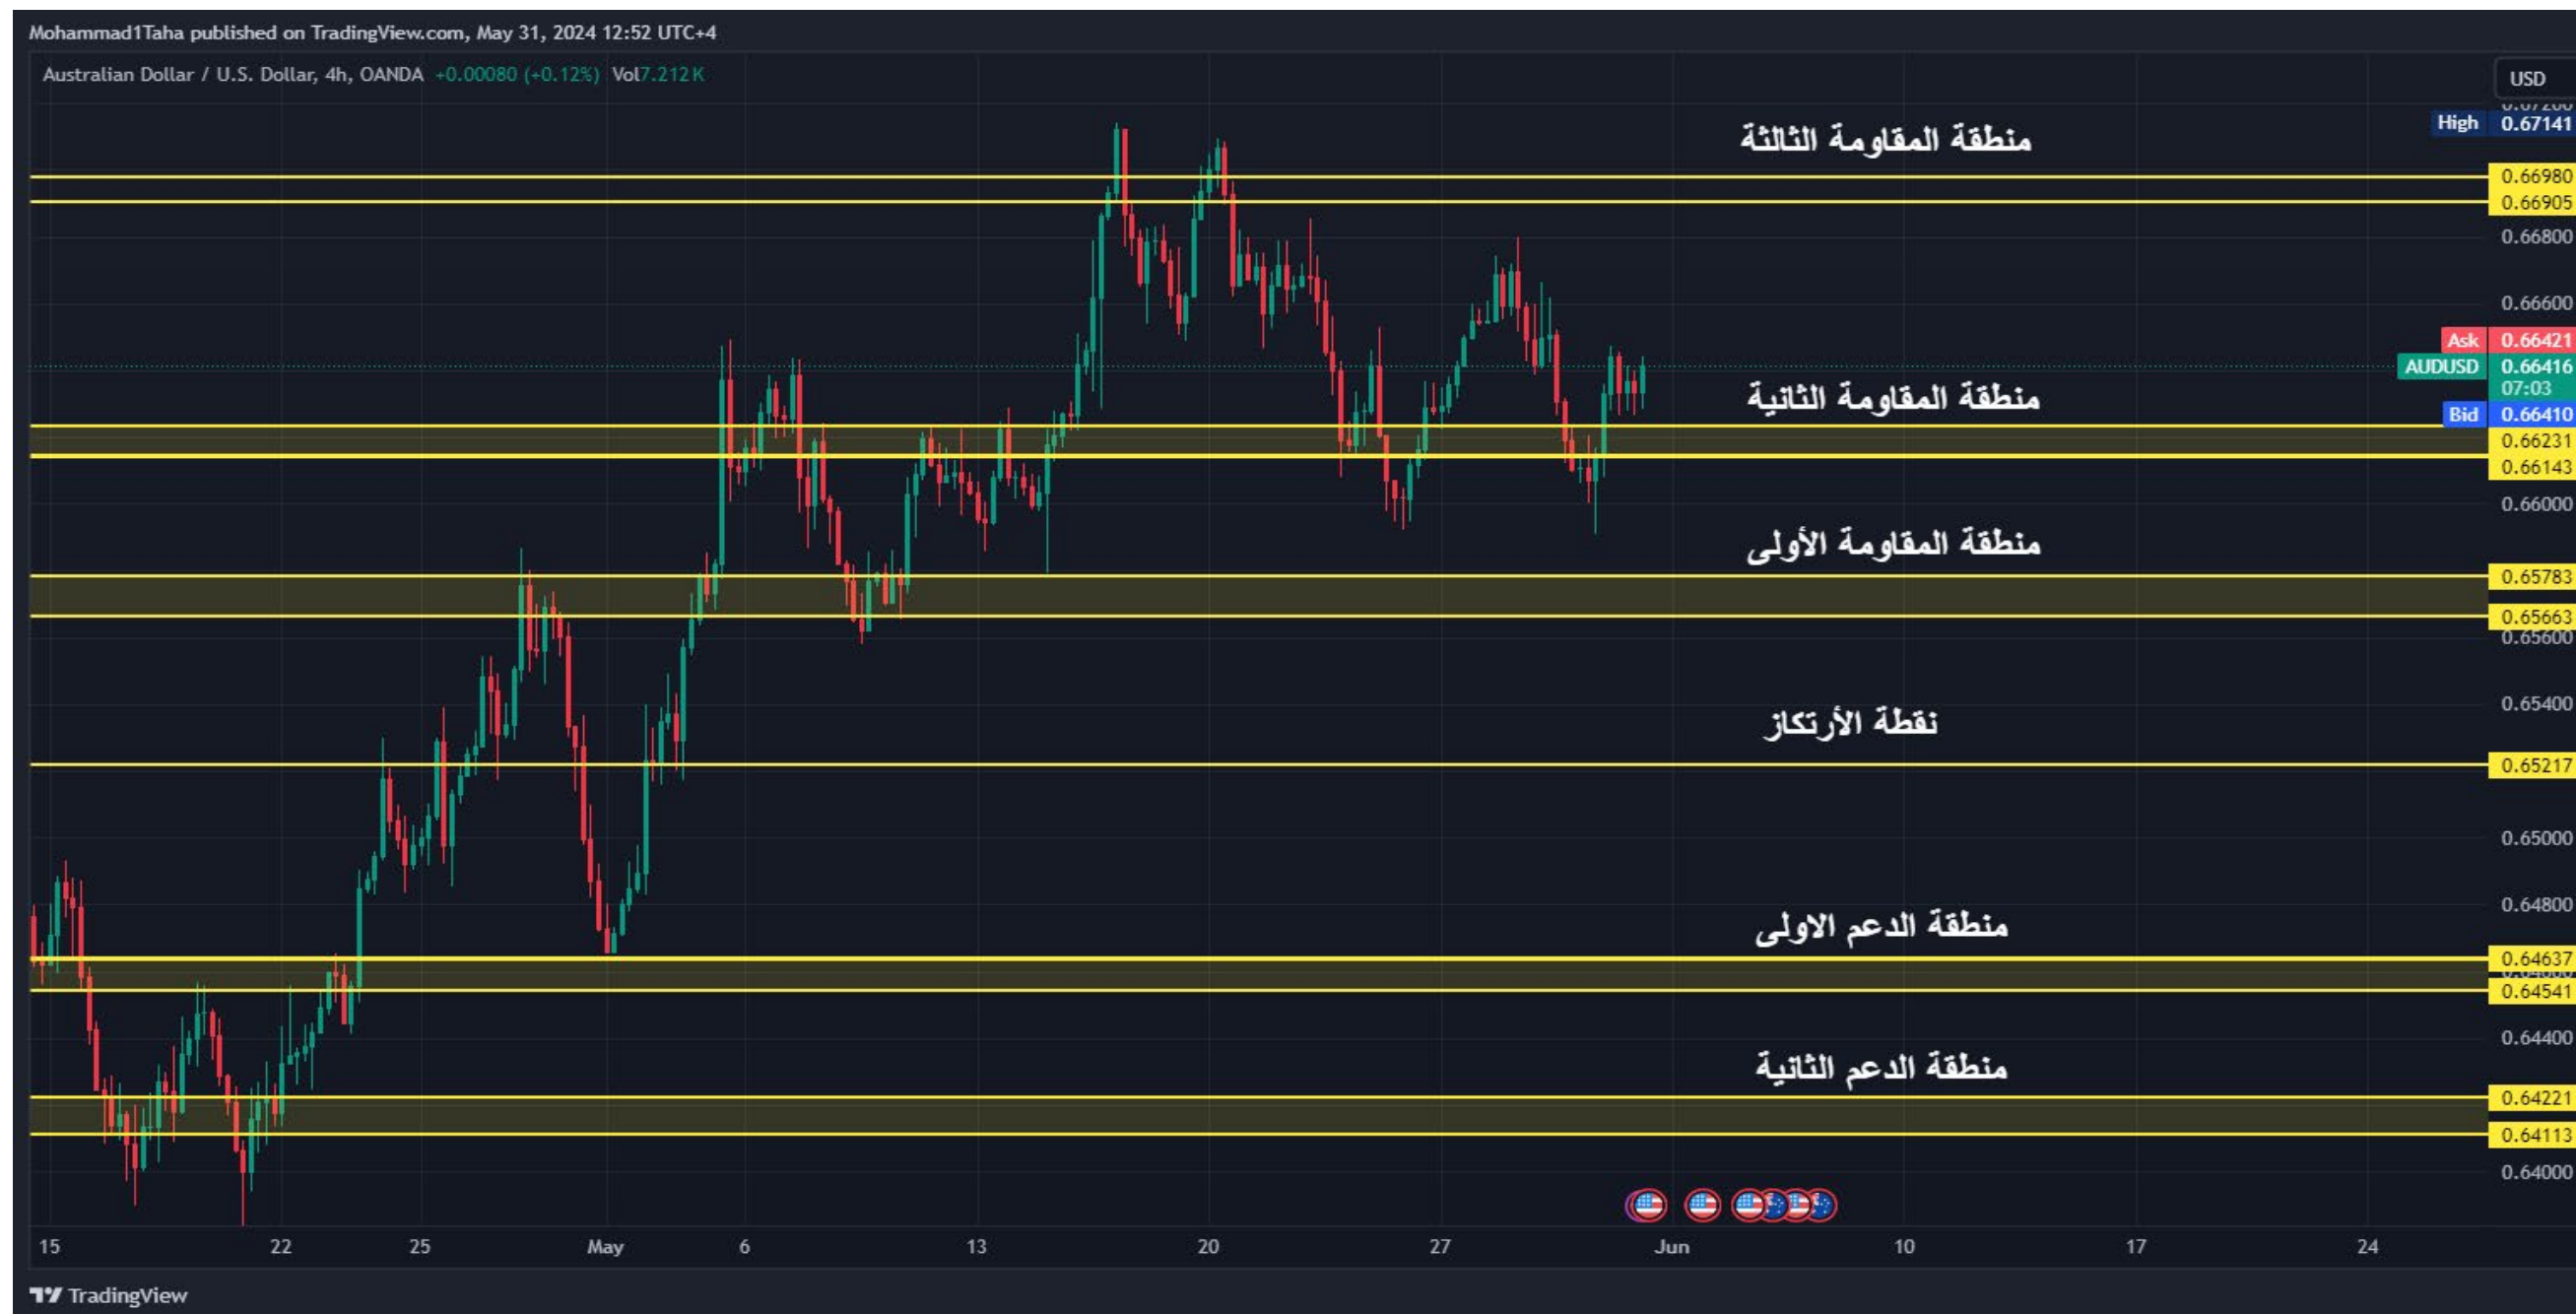 Mohammad1Taha published on TradingView.com, May 31, 2024 12:52 UTC+4
Australian Dollar / U.S. Dollar, 4h, OANDA +0.00080 (+0.12%) Vol7.212K
USD
High 0.67141
منطقة المقاومة الثالثة
0.66980
0.66905
0.66800
0.66600
Ask 0.66421
AUDUSD 0.66416
07:03
منطقة المقاومة الثانية
Bid 0.66410
0.66231
0.66143
0.66000
منطقة المقاومة الأولى
0.65783
0.65663
0.65600
0.65400
نقطة الأرتكاز
0.65217
0.65000
0.64800
منطقة الدعم الاولى
0.64637
0.64541
0.64400
منطقة الدعم الثانية
0.64221
0.64113
0.64000
15 22 25 May 6 13 20 27 Jun 10 17 24
TradingView